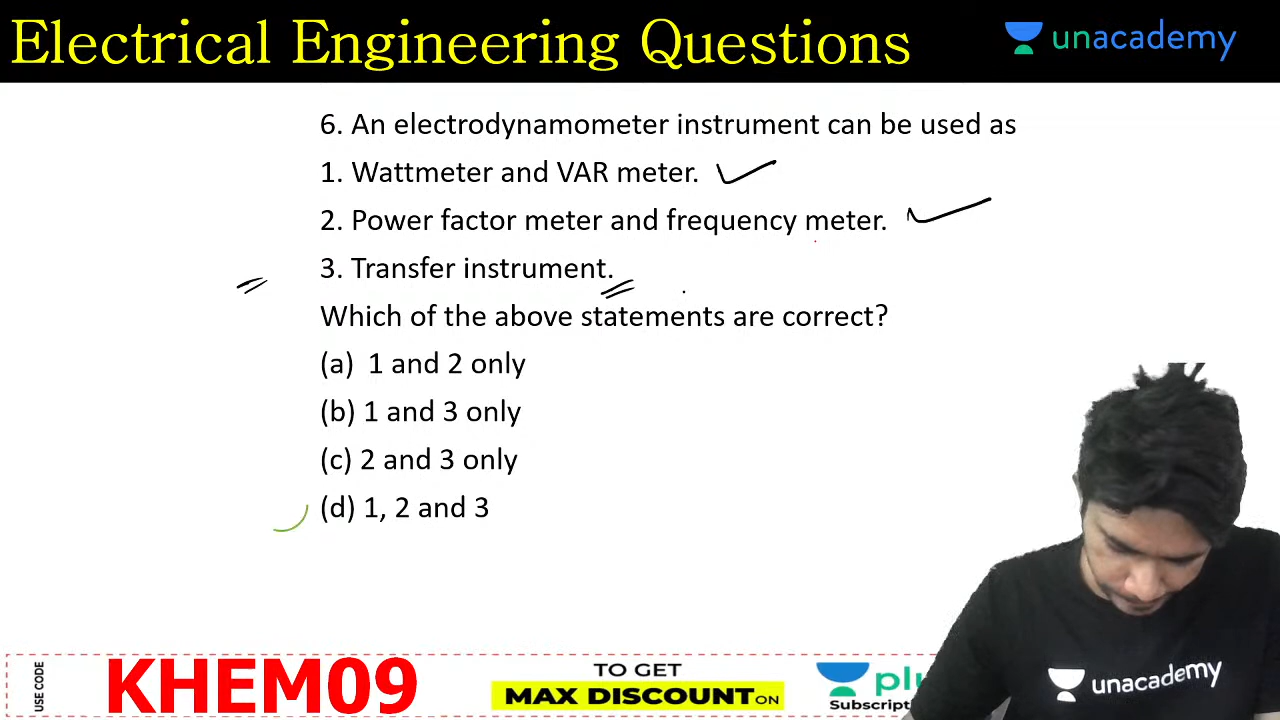 Electrical Engineering Questions
unacademy
6. An electrodynamometer instrument can be used as
1. Wattmeter and VAR meter.
2. Power factor meter and frequency meter.
3. Transfer instrument.
Which of the above statements are correct?
(a) 1 and 2 only
(b) 1 and 3 only
(c) 2 and 3 only
(d) 1, 2 and 3
unacademy
USE CODE
KHEM09
TO GET
MAX DISCOUNT ON